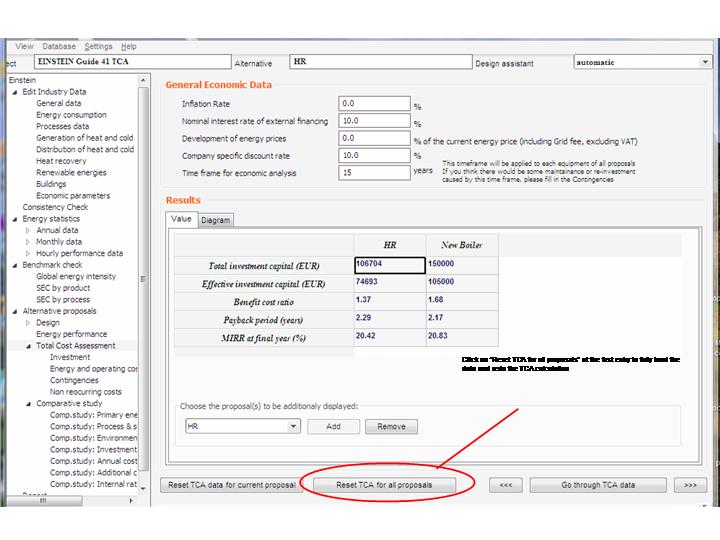 View Database Settings Help
ect EINSTEIN Guide 41 TCA Alternative HR Design assistant automatic
Einstein
Edit Industry Data
General data
Energy consumption
Processes data
Generation of heat and cold
Distribution of heat and cold
Heat recovery
Renewable energies
Buildings
Economic parameters
Consistency Check
Energy statistics
Annual data
Monthly data
Hourly performance data
Benchmark check
Global energy intensity
SEC by product
SEC by process
Alternative proposals
Design
Energy performance
Total Cost Assessment
Investment
Energy and operating cos
Contingencies
Non reocurring costs
Comparative study
Comp.study: Primary ene
Comp.study: Process & s
Comp.study: Environmen
Comp.study: Investment
Comp.study: Annual cost
Comp.study: Additional c
Comp.study: Internal rat
General Economic Data
Inflation Rate 0.0 %
Nominal interest rate of external financing 10.0 %
Development of energy prices 0.0 % of the current energy price (including Grid fee, excluding VAT)
Company specific discount rate 10.0 %
Time frame for economic analysis 15 years
This timeframe will be applied to each equipment of all proposals
If you think there would be some maintainance or re-investment
caused by this time frame, please fill in the Contingencies
Results
Value Diagram
HR New Boiler
Total investment capital (EUR) 106704 150000
Effective investment capital (EUR) 74693 105000
Benefit cost ratio 1.37 1.68
Payback period (years) 2.29 2.17
MIRR at final year (%) 20.42 20.83
Click on "Reset TCA for all proposals" at the first entry to fully load the
data and redo the TCA calculation
Choose the proposal(s) to be additionaly displayed:
HR Add Remove
Reset TCA data for current proposal Reset TCA for all proposals <<< Go through TCA data >>>